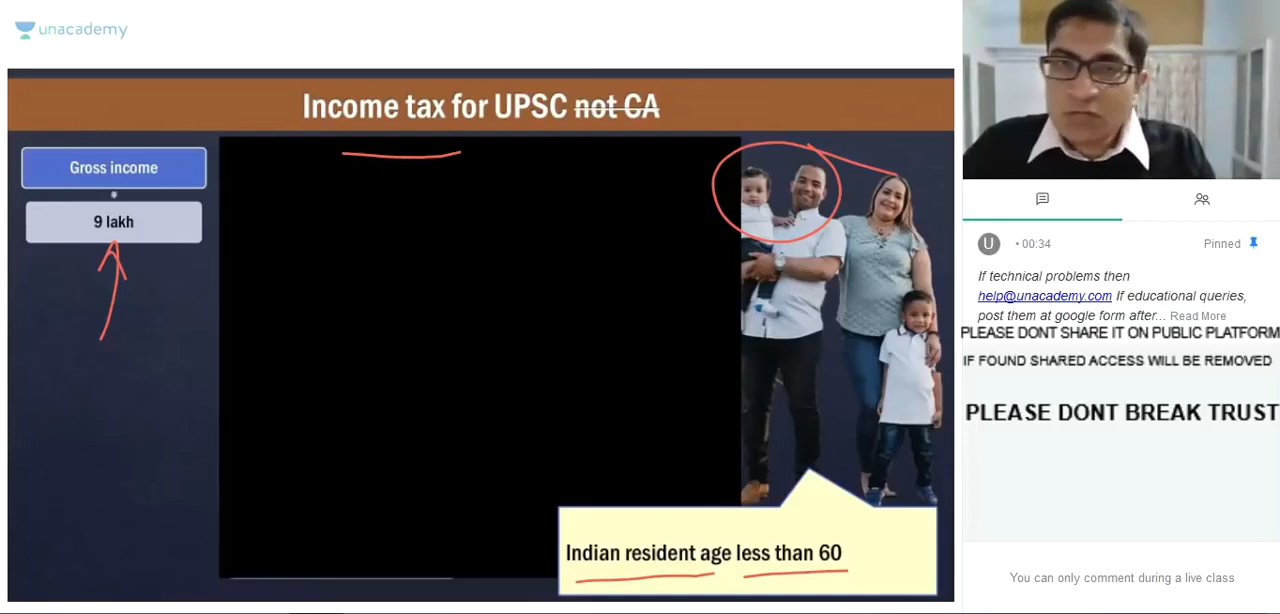 unacademy
Income tax for UPSC not CA
Gross income
9 lakh
Indian resident age less than 60
U • 00:34 Pinned
If technical problems then
help@unacademy.com If educational queries,
post them at google form after... Read More
PLEASE DONT SHARE IT ON PUBLIC PLATFORM
IF FOUND SHARED ACCESS WILL BE REMOVED
PLEASE DONT BREAK TRUST
You can only comment during a live class